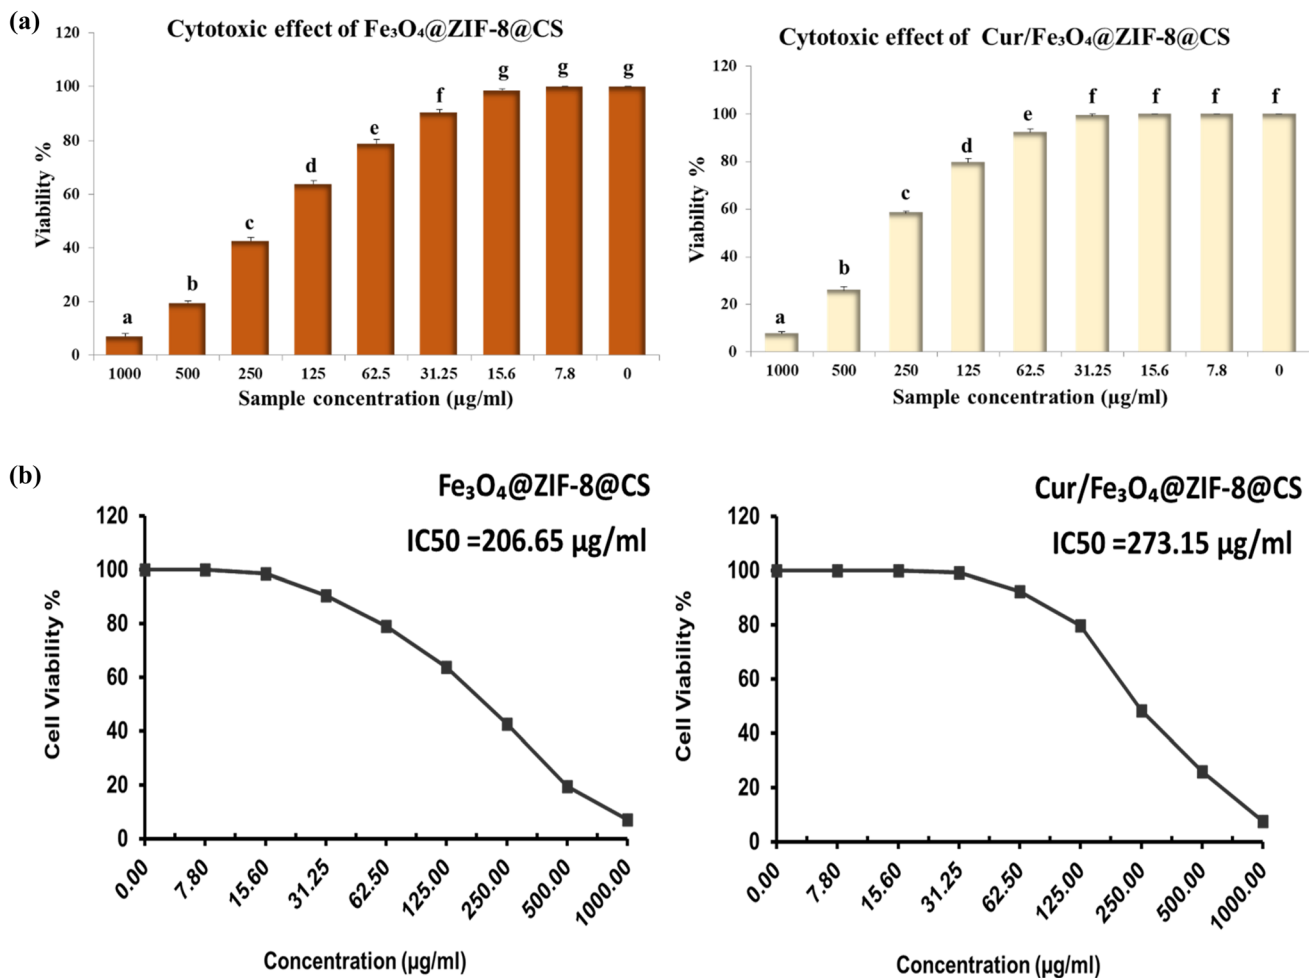 (a)
Cytotoxic effect of Fe₃O₄@ZIF-8@CS
120
100
80
60
40
20
0
Viability %
a
b
c
d
e
f
g
g
g
1000 500 250 125 62.5 31.25 15.6 7.8 0
Sample concentration (µg/ml)
Cytotoxic effect of Cur/Fe₃O₄@ZIF-8@CS
120
100
80
60
40
20
0
Viability %
a
b
c
d
e
f
f
f
f
1000 500 250 125 62.5 31.25 15.6 7.8 0
Sample concentration (µg/ml)
(b)
Fe₃O₄@ZIF-8@CS
IC50 =206.65 µg/ml
120
100
80
60
40
20
0
Cell Viability %
0.00 7.80 15.60 31.25 62.50 125.00 250.00 500.00 1000.00
Concentration (µg/ml)
Cur/Fe₃O₄@ZIF-8@CS
IC50 =273.15 µg/ml
120
100
80
60
40
20
0
Cell Viability %
0.00 7.80 15.60 31.25 62.50 125.00 250.00 500.00 1000.00
Concentration (µg/ml)